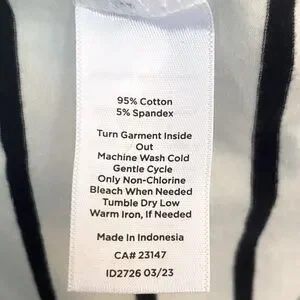 95% Cotton
5% Spandex
Turn Garment Inside
Out
Machine Wash Cold
Gentle Cycle
Only Non-Chlorine
Bleach When Needed
Tumble Dry Low
Warm Iron, If Needed
Made In Indonesia
CA# 23147
ID2726 03/23